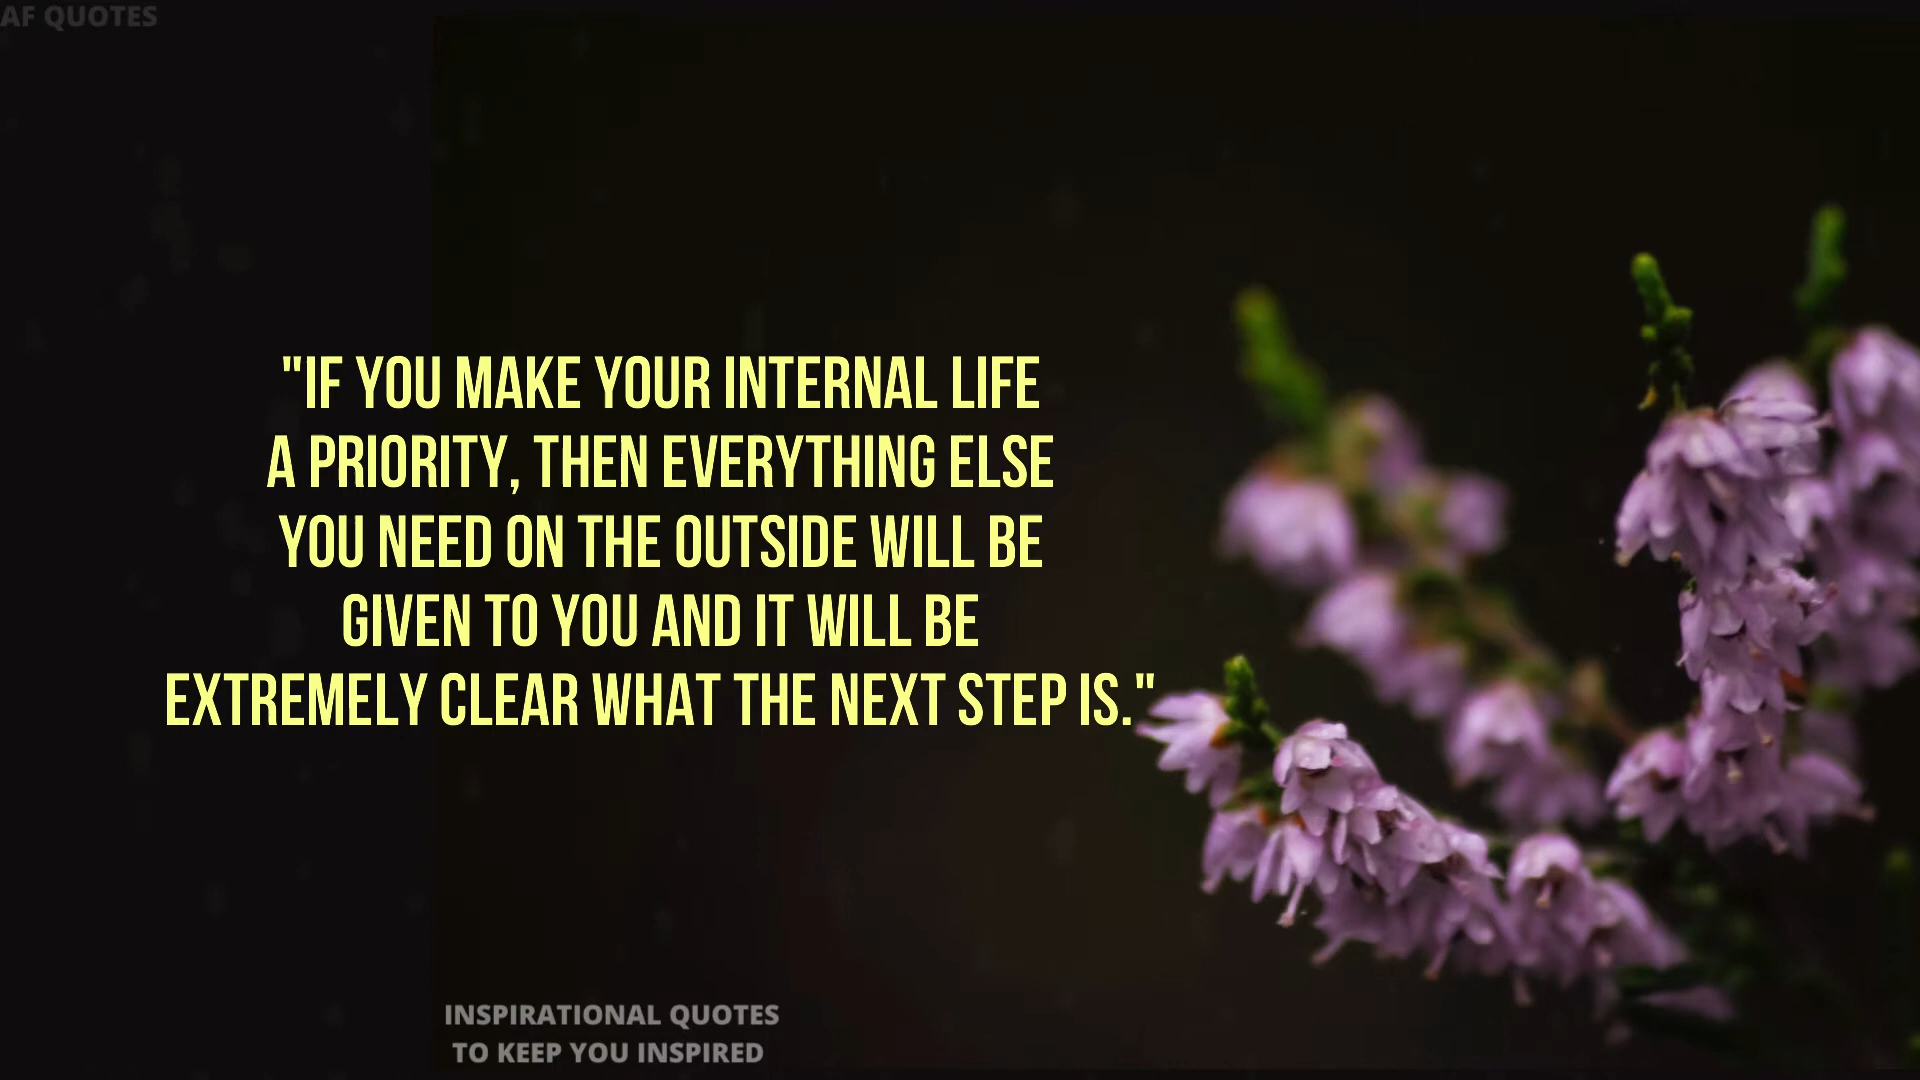 AF QUOTES
"IF YOU MAKE YOUR INTERNAL LIFE
A PRIORITY, THEN EVERYTHING ELSE
YOU NEED ON THE OUTSIDE WILL BE
GIVEN TO YOU AND IT WILL BE
EXTREMELY CLEAR WHAT THE NEXT STEP IS."
INSPIRATIONAL QUOTES
TO KEEP YOU INSPIRED